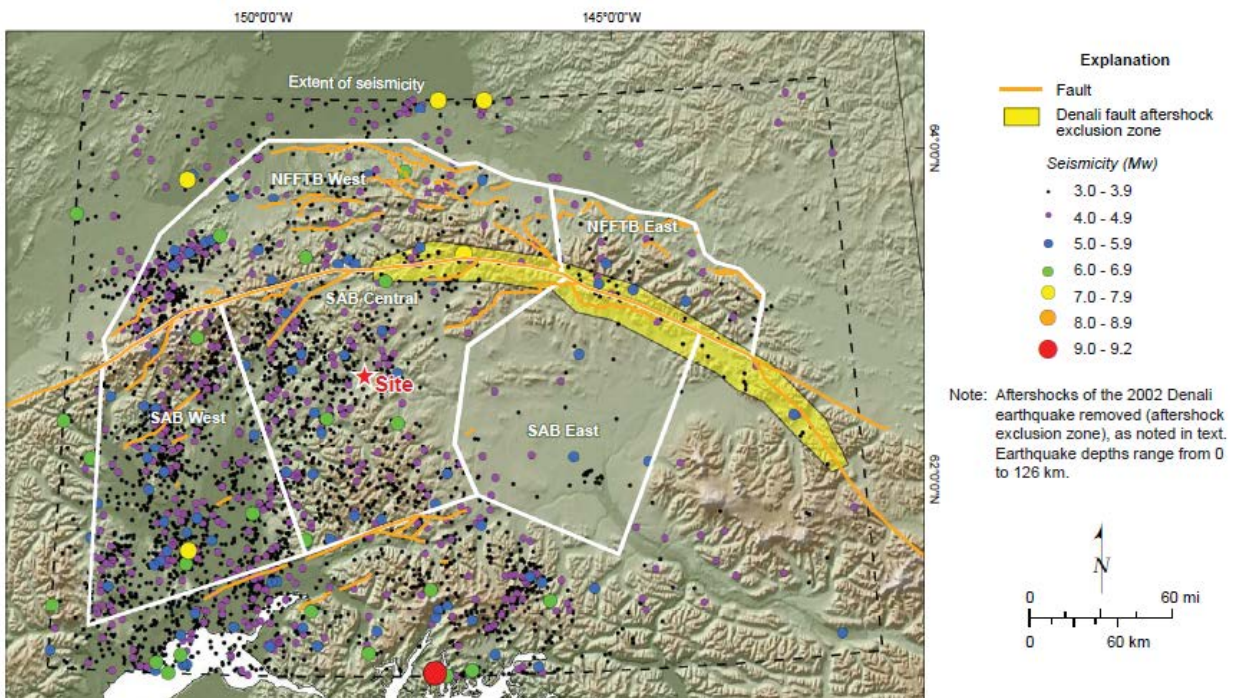 150°0'0"W
145°0'0"W
Extent of seismicity
64°0'0"N
NFFTB West
NFFTB East
SAB Central
Site
SAB West
SAB East
62°0'0"N
Explanation
Fault
Denali fault aftershock
exclusion zone
Seismicity (Mw)
3.0 - 3.9
4.0 - 4.9
5.0 - 5.9
6.0 - 6.9
7.0 - 7.9
8.0 - 8.9
9.0 - 9.2
Note: Aftershocks of the 2002 Denali
earthquake removed (aftershock
exclusion zone), as noted in text.
Earthquake depths range from 0
to 126 km.
N
0 60 mi
0 60 km